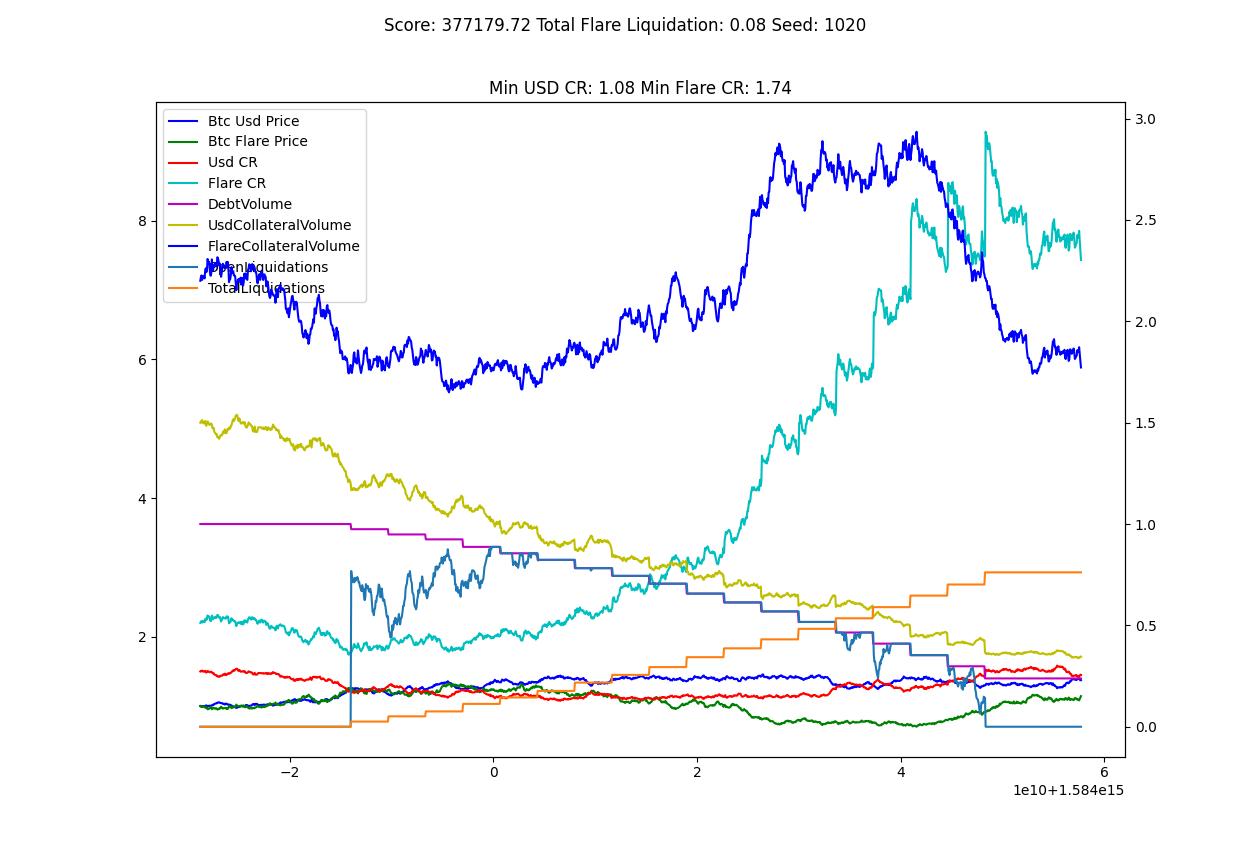 Score: 377179.72 Total Flare Liquidation: 0.08 Seed: 1020
Min USD CR: 1.08 Min Flare CR: 1.74
Btc Usd Price
Btc Flare Price
Usd CR
Flare CR
DebtVolume
UsdCollateralVolume
FlareCollateralVolume
OpenLiquidations
TotalLiquidations
8
6
4
2
3.0
2.5
2.0
1.5
1.0
0.5
0.0
−2
0
2
4
6
1e10+1.584e15